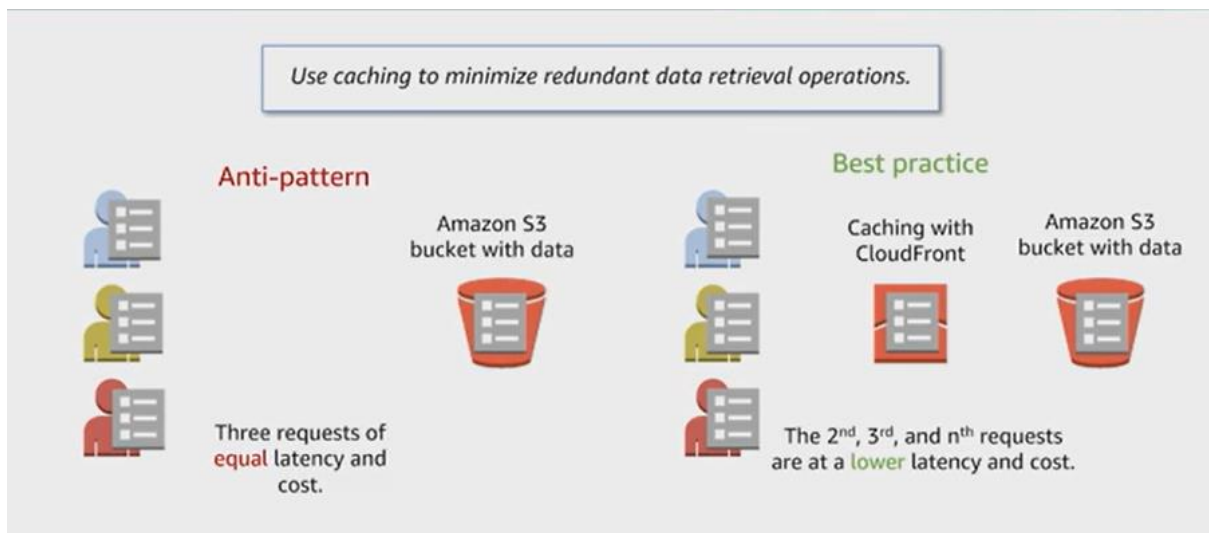 Use caching to minimize redundant data retrieval operations.
Anti-pattern
Amazon S3
bucket with data
Three requests of
equal latency and
cost.
Best practice
Caching with
CloudFront
Amazon S3
bucket with data
The 2nd, 3rd, and nth requests
are at a lower latency and cost.